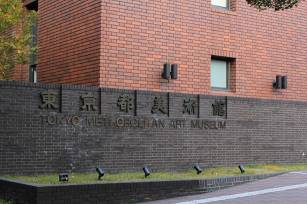 東京都美術館
TOKYO METROPOLITAN ART MUSEUM